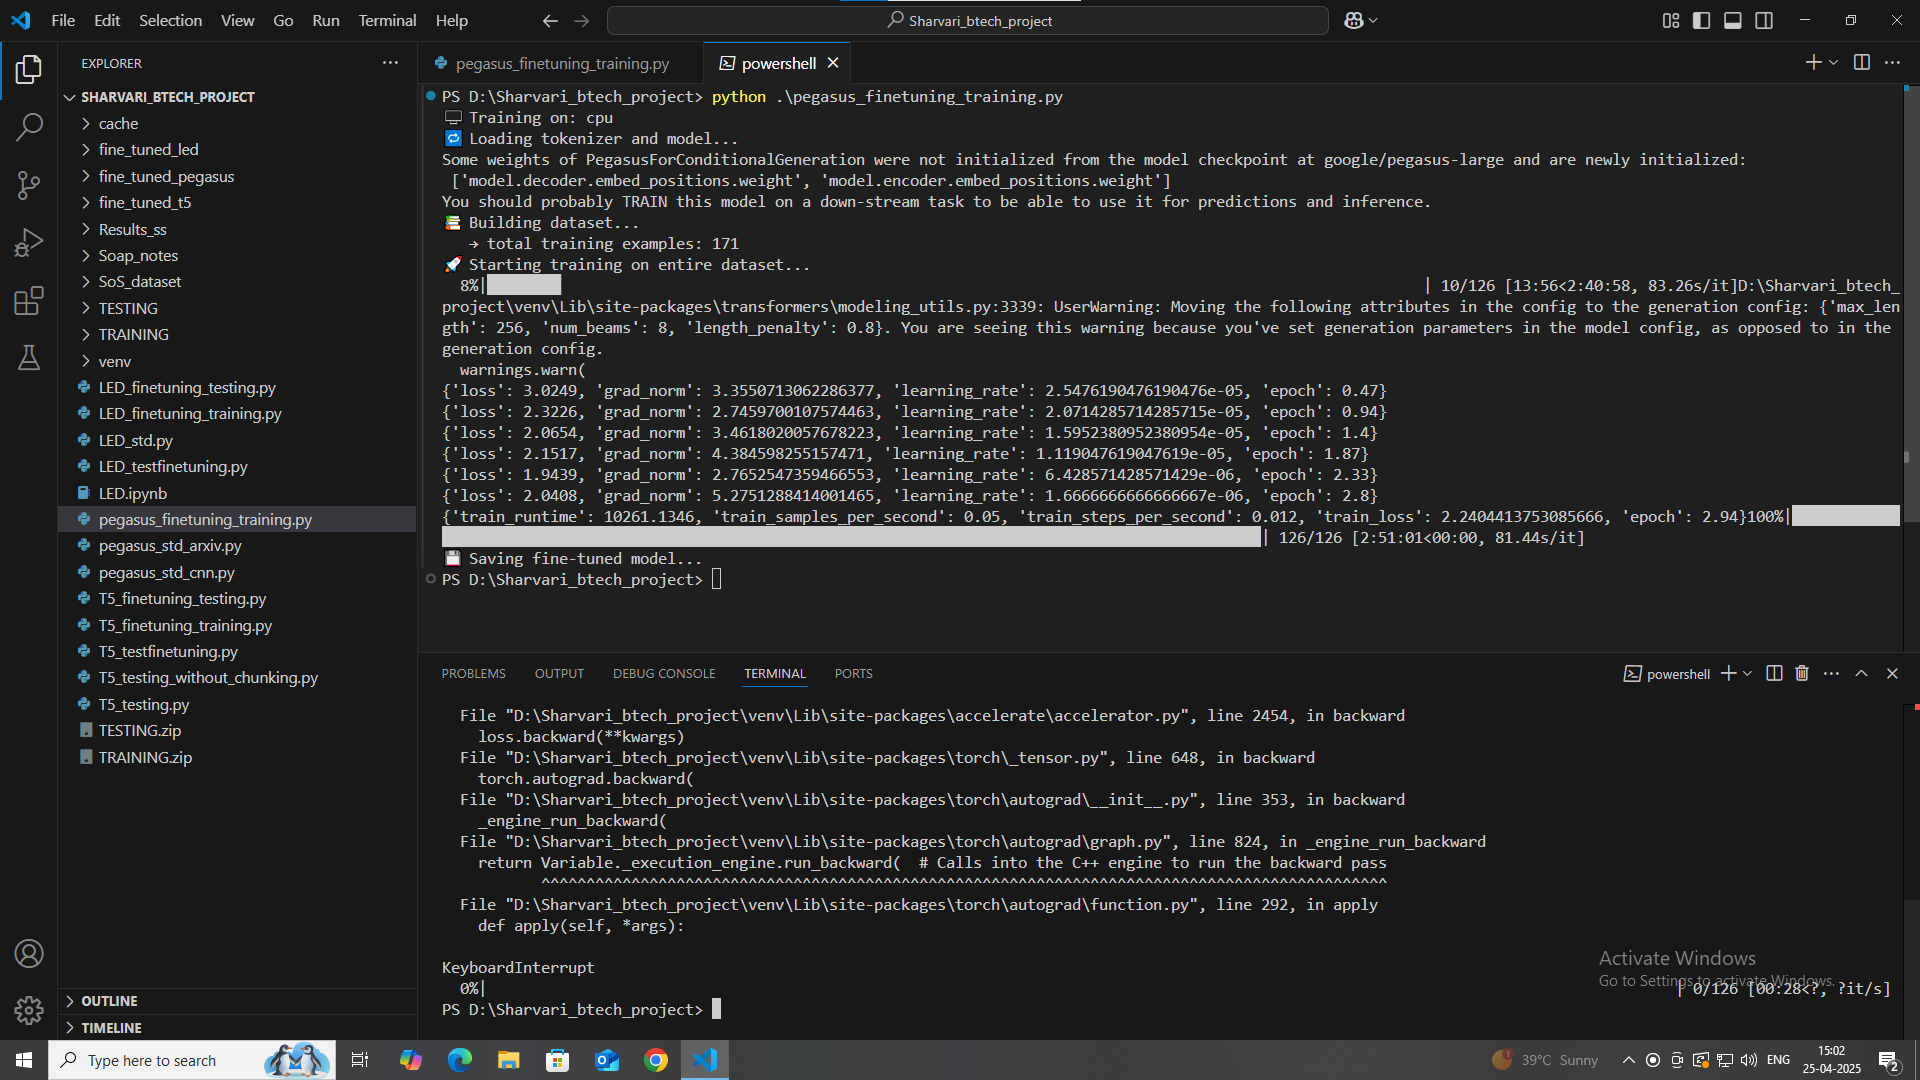 File Edit Selection View Go Run Terminal Help
Sharvari_btech_project
EXPLORER
SHARVARI_BTECH_PROJECT
cache
fine_tuned_led
fine_tuned_pegasus
fine_tuned_t5
Results_ss
Soap_notes
SoS_dataset
TESTING
TRAINING
venv
LED_finetuning_testing.py
LED_finetuning_training.py
LED_std.py
LED_testfinetuning.py
LED.ipynb
pegasus_finetuning_training.py
pegasus_std_arxiv.py
pegasus_std_cnn.py
T5_finetuning_testing.py
T5_finetuning_training.py
T5_testfinetuning.py
T5_testing_without_chunking.py
T5_testing.py
TESTING.zip
TRAINING.zip
OUTLINE
TIMELINE
pegasus_finetuning_training.py
powershell
PS D:\Sharvari_btech_project> python .\pegasus_finetuning_training.py
Training on: cpu
Loading tokenizer and model...
Some weights of PegasusForConditionalGeneration were not initialized from the model checkpoint at google/pegasus-large and are newly initialized:
['model.decoder.embed_positions.weight', 'model.encoder.embed_positions.weight']
You should probably TRAIN this model on a down-stream task to be able to use it for predictions and inference.
Building dataset...
→ total training examples: 171
Starting training on entire dataset...
8%| | 10/126 [13:56<2:40:58, 83.26s/it]D:\Sharvari_btech_
project\venv\Lib\site-packages\transformers\modeling_utils.py:3339: UserWarning: Moving the following attributes in the config to the generation config: {'max_len
gth': 256, 'num_beams': 8, 'length_penalty': 0.8}. You are seeing this warning because you've set generation parameters in the model config, as opposed to in the
generation config.
warnings.warn(
{'loss': 3.0249, 'grad_norm': 3.3550713062286377, 'learning_rate': 2.5476190476190476e-05, 'epoch': 0.47}
{'loss': 2.3226, 'grad_norm': 2.7459700107574463, 'learning_rate': 2.0714285714285715e-05, 'epoch': 0.94}
{'loss': 2.0654, 'grad_norm': 3.4618020057678223, 'learning_rate': 1.5952380952380954e-05, 'epoch': 1.4}
{'loss': 2.1517, 'grad_norm': 4.384598255157471, 'learning_rate': 1.119047619047619e-05, 'epoch': 1.87}
{'loss': 1.9439, 'grad_norm': 2.7652547359466553, 'learning_rate': 6.428571428571429e-06, 'epoch': 2.33}
{'loss': 2.0408, 'grad_norm': 5.2751288414001465, 'learning_rate': 1.6666666666666667e-06, 'epoch': 2.8}
{'train_runtime': 10261.1346, 'train_samples_per_second': 0.05, 'train_steps_per_second': 0.012, 'train_loss': 2.2404413753085666, 'epoch': 2.94}100%|
| 126/126 [2:51:01<00:00, 81.44s/it]
Saving fine-tuned model...
PS D:\Sharvari_btech_project>
PROBLEMS OUTPUT DEBUG CONSOLE TERMINAL PORTS
powershell
File "D:\Sharvari_btech_project\venv\Lib\site-packages\accelerate\accelerator.py", line 2454, in backward
loss.backward(**kwargs)
File "D:\Sharvari_btech_project\venv\Lib\site-packages\torch\_tensor.py", line 648, in backward
torch.autograd.backward(
File "D:\Sharvari_btech_project\venv\Lib\site-packages\torch\autograd\__init__.py", line 353, in backward
_engine_run_backward(
File "D:\Sharvari_btech_project\venv\Lib\site-packages\torch\autograd\graph.py", line 824, in _engine_run_backward
return Variable._execution_engine.run_backward(  # Calls into the C++ engine to run the backward pass
^^^^^^^^^^^^^^^^^^^^^^^^^^^^^^^^^^^^^^^^^^^^^^^^^^^^^^^^^^^^^^^^^^^^^^^^^^^^^^^^^^^^^^^^^^^^^^
File "D:\Sharvari_btech_project\venv\Lib\site-packages\torch\autograd\function.py", line 292, in apply
def apply(self, *args):
KeyboardInterrupt
0%| | 0/126 [00:28<?, ?it/s]
PS D:\Sharvari_btech_project>
Activate Windows
Go to Settings to activate Windows.
Type here to search
39°C Sunny
ENG
15:02
25-04-2025
2